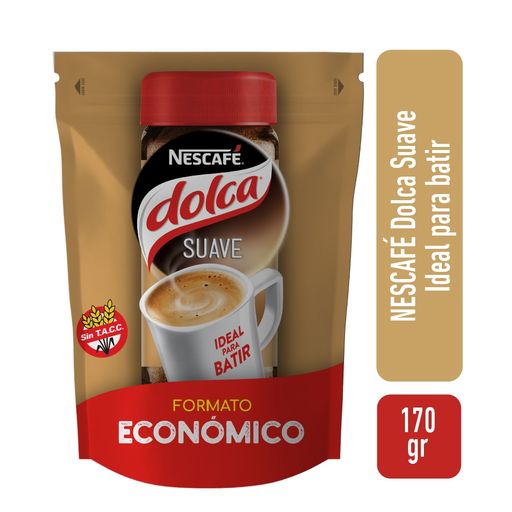 NESCAFÉ
dolca
SUAVE
IDEAL
PARA
BATIR
Sin T.A.C.C.
FORMATO
ECONÓMICO
NESCAFÉ Dolca Suave
Ideal para batir
170
gr